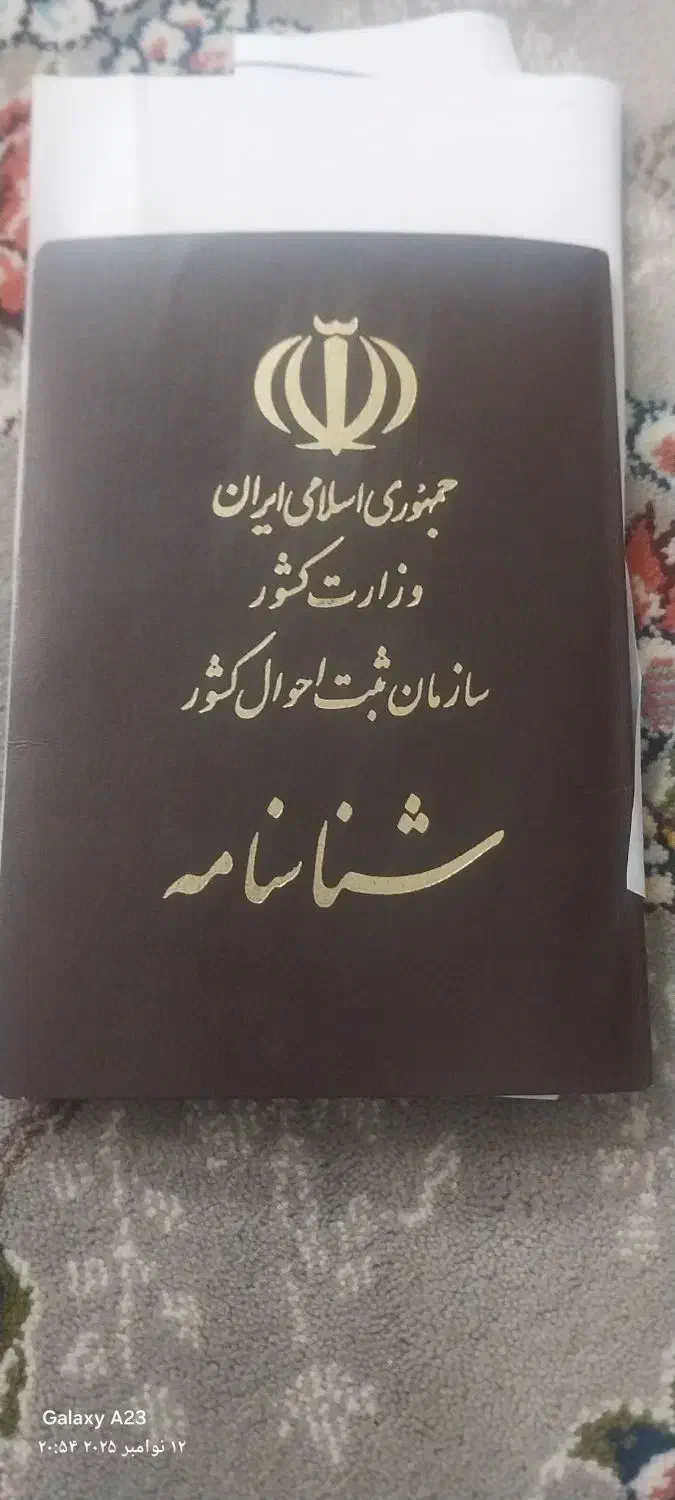 جمهوری اسلامی ایران
وزارت کشور
سازمان ثبت احوال کشور
شناسنامه
Galaxy A23
۱۲ نوامبر ۲۰۲۵ ۲۰:۵۴